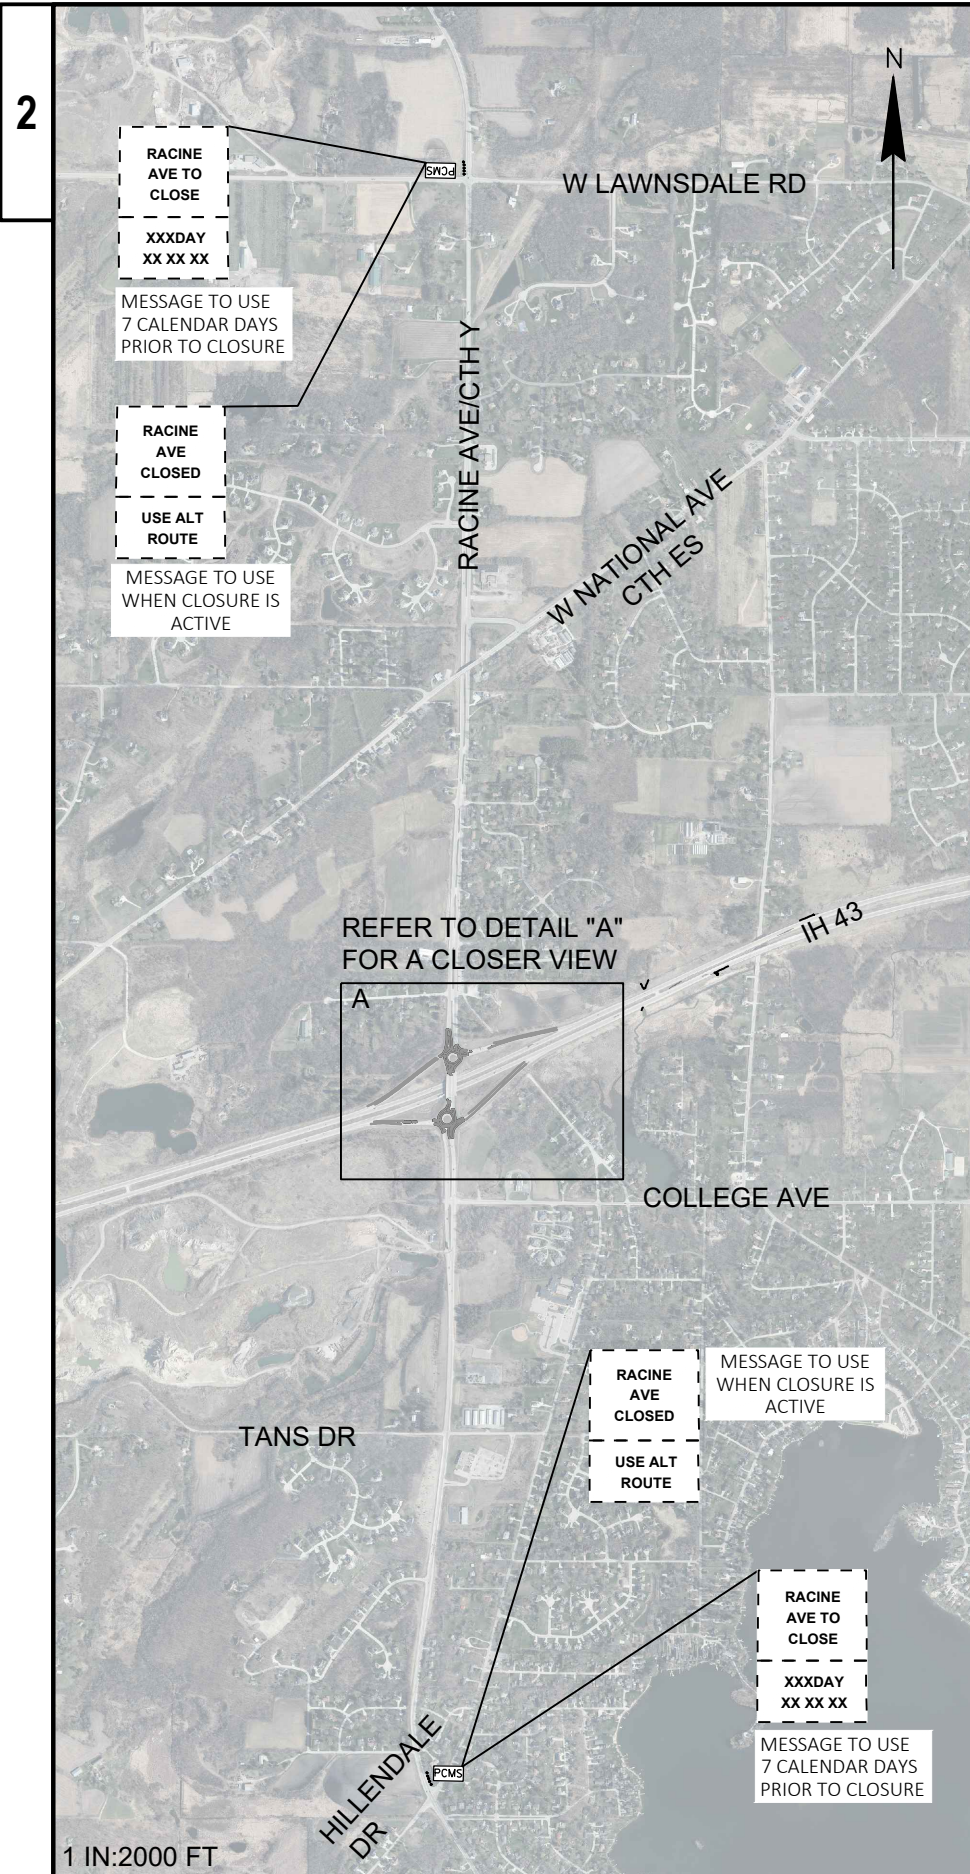 2
N
RACINE
AVE TO
CLOSE
XXXDAY
XX XX XX
MESSAGE TO USE
7 CALENDAR DAYS
PRIOR TO CLOSURE
PCMS
W LAWNSDALE RD
RACINE AVE/CTH Y
RACINE
AVE
CLOSED
USE ALT
ROUTE
MESSAGE TO USE
WHEN CLOSURE IS
ACTIVE
W NATIONAL AVE
CTH ES
IH 43
REFER TO DETAIL "A"
FOR A CLOSER VIEW
A
COLLEGE AVE
TANS DR
RACINE
AVE
CLOSED
USE ALT
ROUTE
MESSAGE TO USE
WHEN CLOSURE IS
ACTIVE
RACINE
AVE TO
CLOSE
XXXDAY
XX XX XX
MESSAGE TO USE
7 CALENDAR DAYS
PRIOR TO CLOSURE
PCMS
HILLENDALE
DR
1 IN:2000 FT